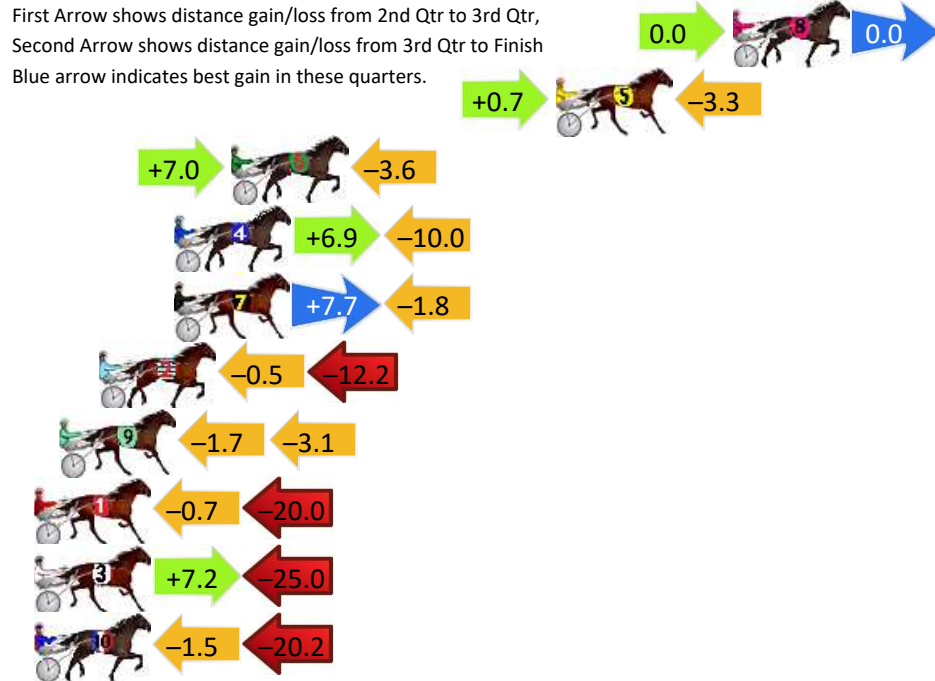 First Arrow shows distance gain/loss from 2nd Qtr to 3rd Qtr,
Second Arrow shows distance gain/loss from 3rd Qtr to Finish
Blue arrow indicates best gain in these quarters.
0.0 8 0.0
+0.7 5 –3.3
+7.0 6 –3.6
4 +6.9 –10.0
7 +7.7 –1.8
2 –0.5 –12.2
9 –1.7 –3.1
1 –0.7 –20.0
3 +7.2 –25.0
10 –1.5 –20.2